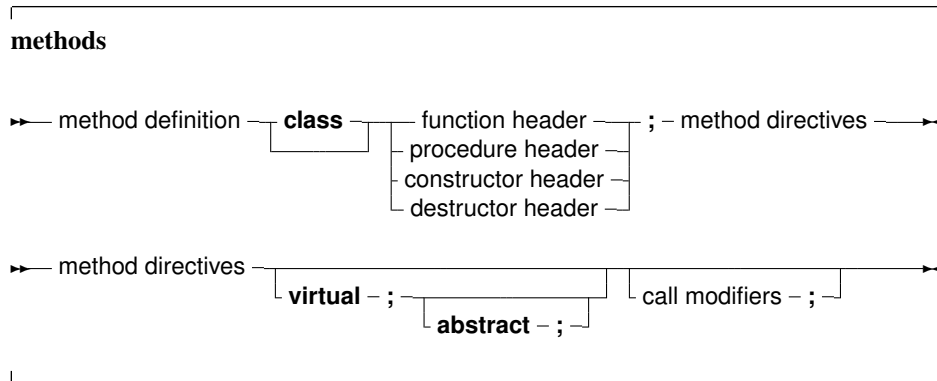 methods
method definition class function header ; method directives
procedure header
constructor header
destructor header
method directives
virtual ; call modifiers ;
abstract ;